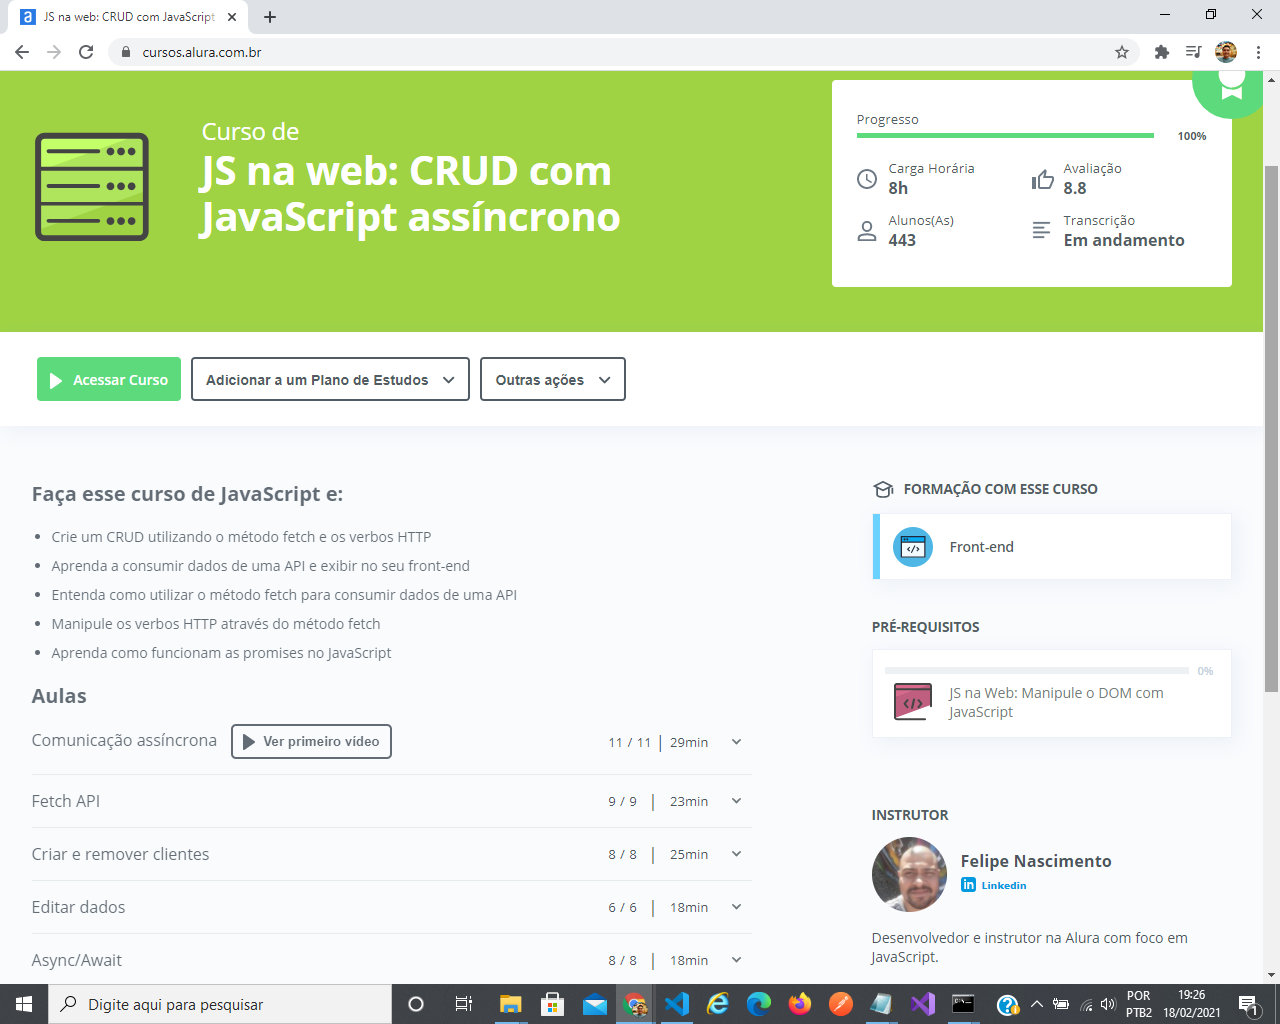 JS na web: CRUD com JavaScript
cursos.alura.com.br
Curso de
JS na web: CRUD com
JavaScript assíncrono
Progresso
100%
Carga Horária
8h
Avaliação
8.8
Alunos(As)
443
Transcrição
Em andamento
Acessar Curso
Adicionar a um Plano de Estudos
Outras ações
Faça esse curso de JavaScript e:
Crie um CRUD utilizando o método fetch e os verbos HTTP
Aprenda a consumir dados de uma API e exibir no seu front-end
Entenda como utilizar o método fetch para consumir dados de uma API
Manipule os verbos HTTP através do método fetch
Aprenda como funcionam as promises no JavaScript
Aulas
Comunicação assíncrona Ver primeiro vídeo 11 / 11 | 29min
Fetch API 9 / 9 | 23min
Criar e remover clientes 8 / 8 | 25min
Editar dados 6 / 6 | 18min
Async/Await 8 / 8 | 18min
FORMAÇÃO COM ESSE CURSO
Front-end
PRÉ-REQUISITOS
0%
JS na Web: Manipule o DOM com
JavaScript
INSTRUTOR
Felipe Nascimento
Linkedin
Desenvolvedor e instrutor na Alura com foco em
JavaScript.
Digite aqui para pesquisar
POR
PTB2
19:26
18/02/2021
1